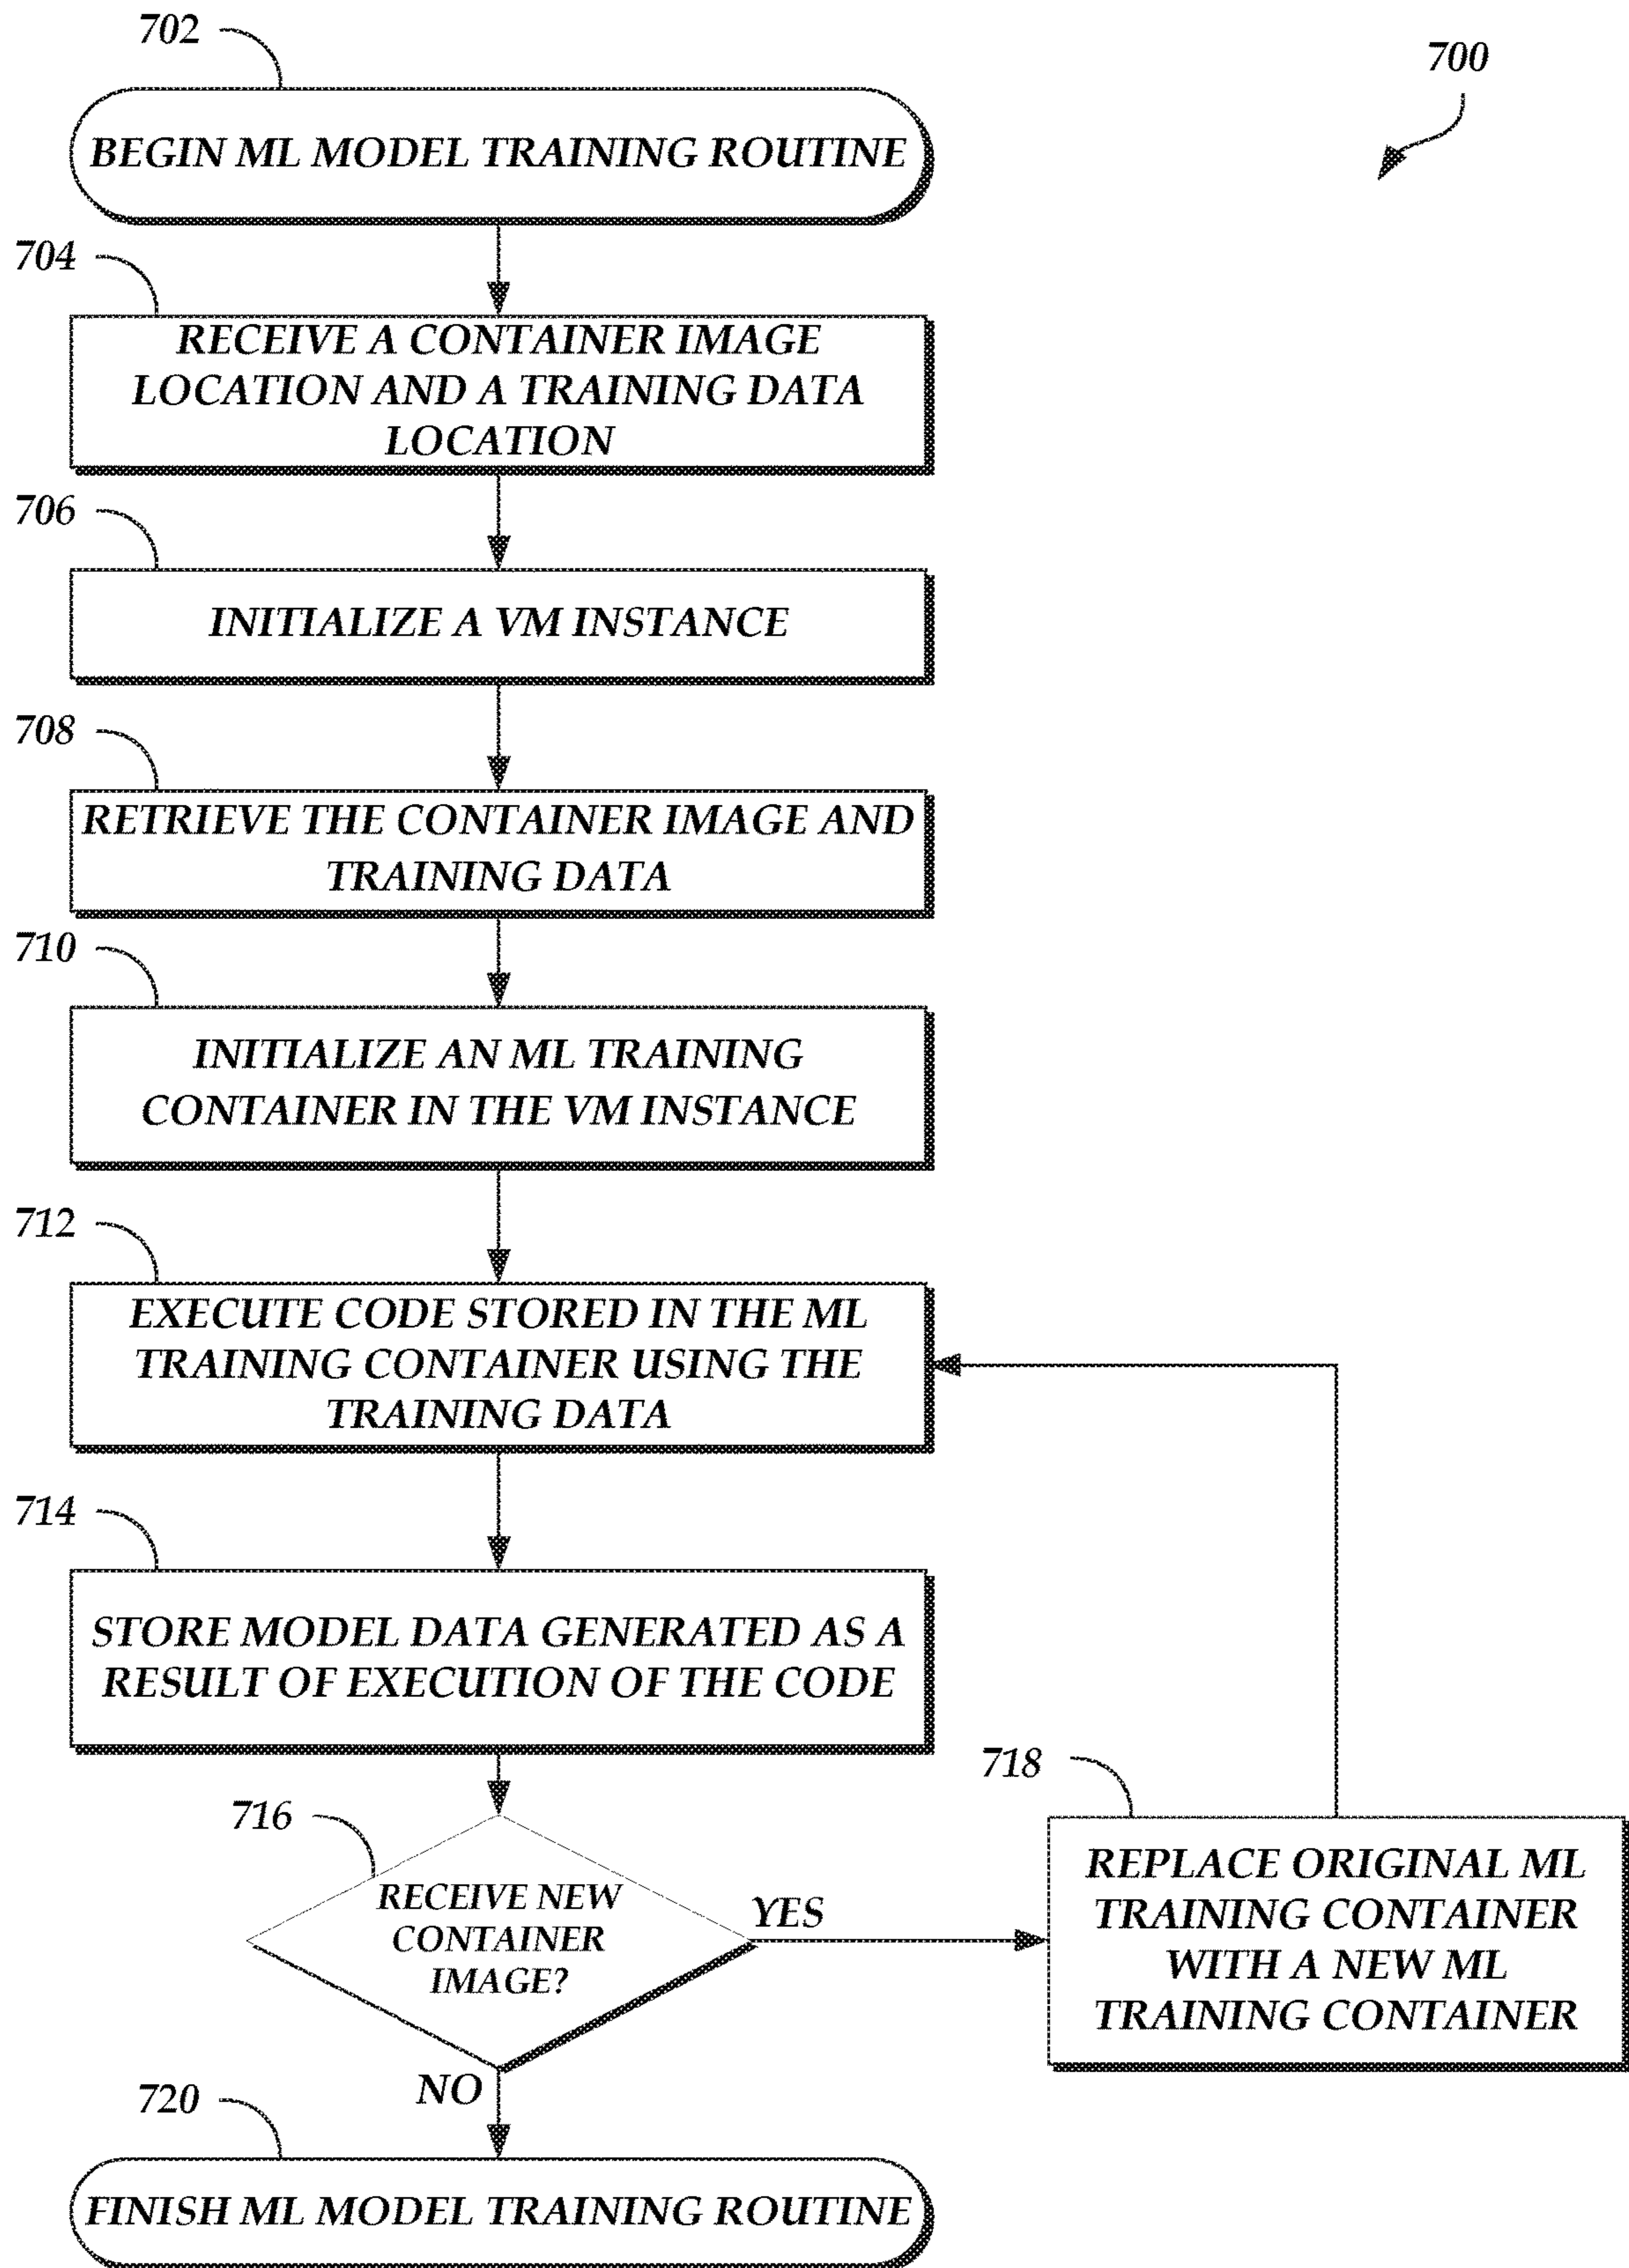 702
700
BEGIN ML MODEL TRAINING ROUTINE
704
RECEIVE A CONTAINER IMAGE
LOCATION AND A TRAINING DATA
LOCATION
706
INITIALIZE A VM INSTANCE
708
RETRIEVE THE CONTAINER IMAGE AND
TRAINING DATA
710
INITIALIZE AN ML TRAINING
CONTAINER IN THE VM INSTANCE
712
EXECUTE CODE STORED IN THE ML
TRAINING CONTAINER USING THE
TRAINING DATA
714
STORE MODEL DATA GENERATED AS A
RESULT OF EXECUTION OF THE CODE
716
RECEIVE NEW
CONTAINER
IMAGE?
YES
718
REPLACE ORIGINAL ML
TRAINING CONTAINER
WITH A NEW ML
TRAINING CONTAINER
NO
720
FINISH ML MODEL TRAINING ROUTINE